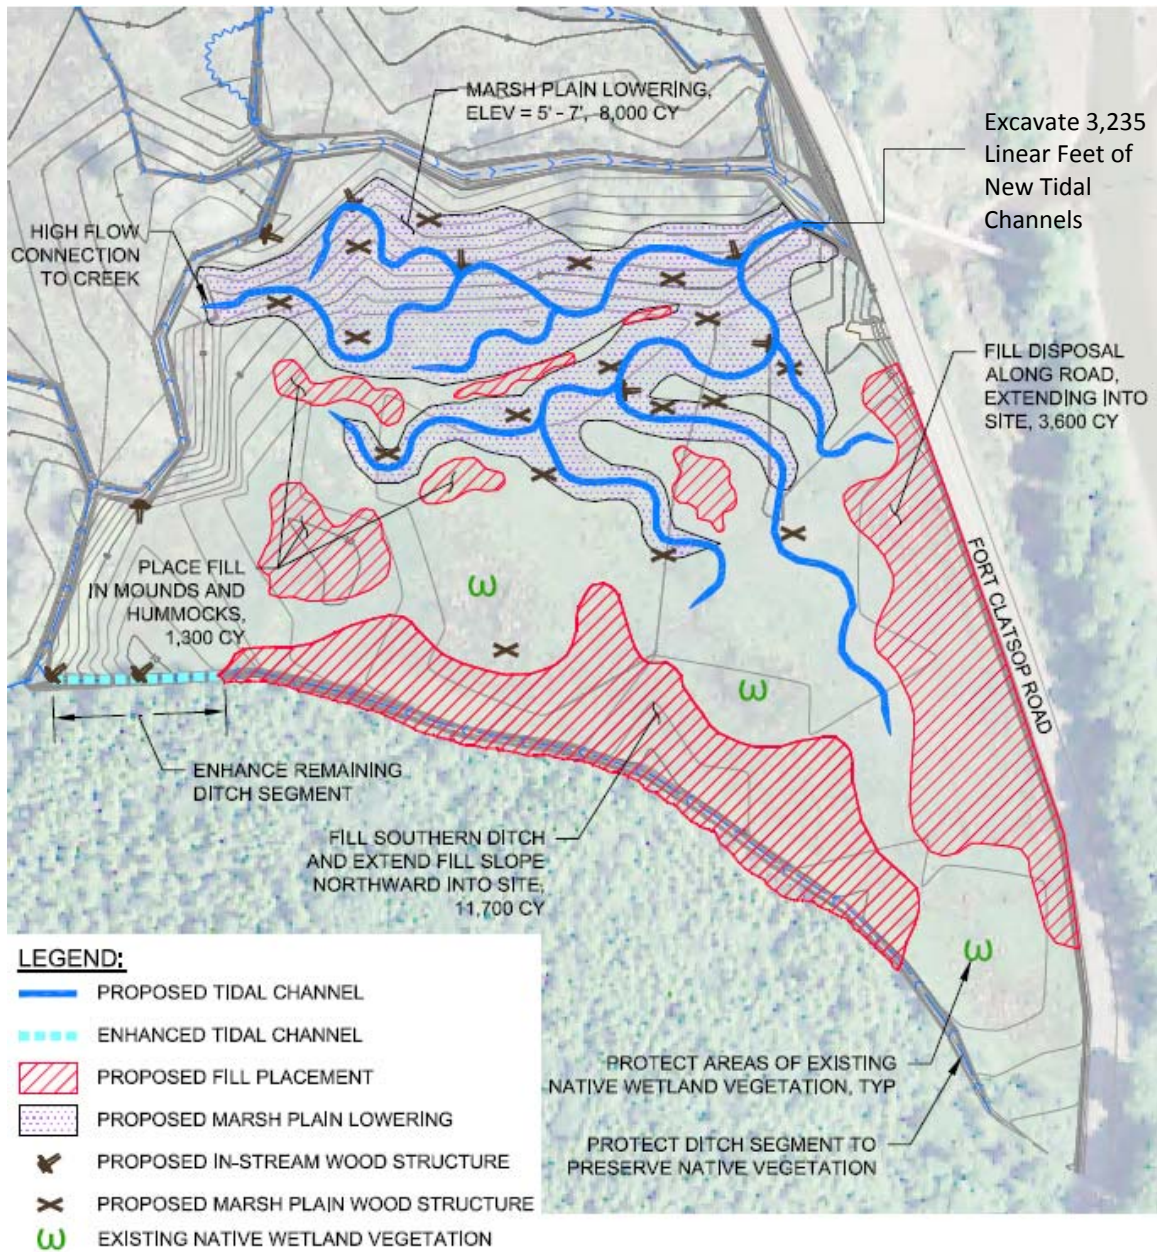 MARSH PLAIN LOWERING,
ELEV = 5' - 7', 8,000 CY
Excavate 3,235
Linear Feet of
New Tidal
Channels
HIGH FLOW
CONNECTION
TO CREEK
FILL DISPOSAL
ALONG ROAD,
EXTENDING INTO
SITE, 3,600 CY
PLACE FILL
IN MOUNDS AND
HUMMOCKS,
1,300 CY
FORT CLATSOP ROAD
ENHANCE REMAINING
DITCH SEGMENT
FILL SOUTHERN DITCH
AND EXTEND FILL SLOPE
NORTHWARD INTO SITE,
11,700 CY
PROTECT AREAS OF EXISTING
NATIVE WETLAND VEGETATION, TYP
PROTECT DITCH SEGMENT TO
PRESERVE NATIVE VEGETATION
LEGEND:
PROPOSED TIDAL CHANNEL
ENHANCED TIDAL CHANNEL
PROPOSED FILL PLACEMENT
PROPOSED MARSH PLAIN LOWERING
PROPOSED IN-STREAM WOOD STRUCTURE
PROPOSED MARSH PLAIN WOOD STRUCTURE
EXISTING NATIVE WETLAND VEGETATION